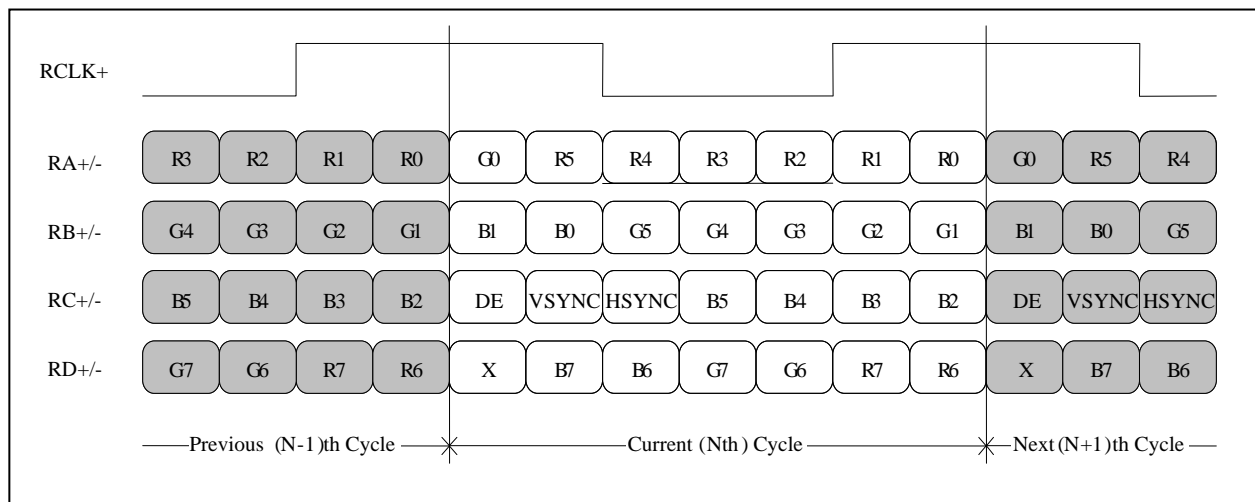 RCLK+
RA+/- R3 R2 R1 R0 G0 R5 R4 R3 R2 R1 R0 G0 R5 R4
RB+/- G4 G3 G2 G1 B1 B0 G5 G4 G3 G2 G1 B1 B0 G5
RC+/- B5 B4 B3 B2 DE VSYNC HSYNC B5 B4 B3 B2 DE VSYNC HSYNC
RD+/- G7 G6 R7 R6 X B7 B6 G7 G6 R7 R6 X B7 B6
Previous (N-1)th Cycle Current (Nth) Cycle Next (N+1)th Cycle